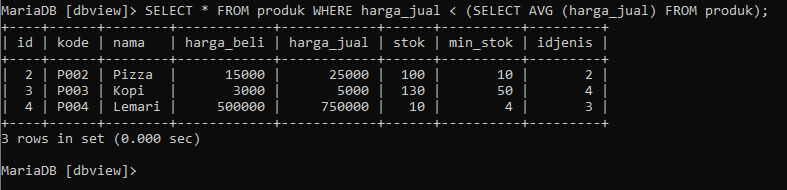 MariaDB [dbview]> SELECT * FROM produk WHERE harga_jual < (SELECT AVG (harga_jual) FROM produk);
+----+------+--------+------------+------------+------+----------+---------+
| id | kode | nama   | harga_beli | harga_jual | stok | min_stok | idjenis |
+----+------+--------+------------+------------+------+----------+---------+
|  2 | P002 | Pizza  |      15000 |      25000 |  100 |       10 |       2 |
|  3 | P003 | Kopi   |       3000 |       5000 |  130 |       50 |       4 |
|  4 | P004 | Lemari |     500000 |     750000 |   10 |        4 |       3 |
+----+------+--------+------------+------------+------+----------+---------+
3 rows in set (0.000 sec)
MariaDB [dbview]>